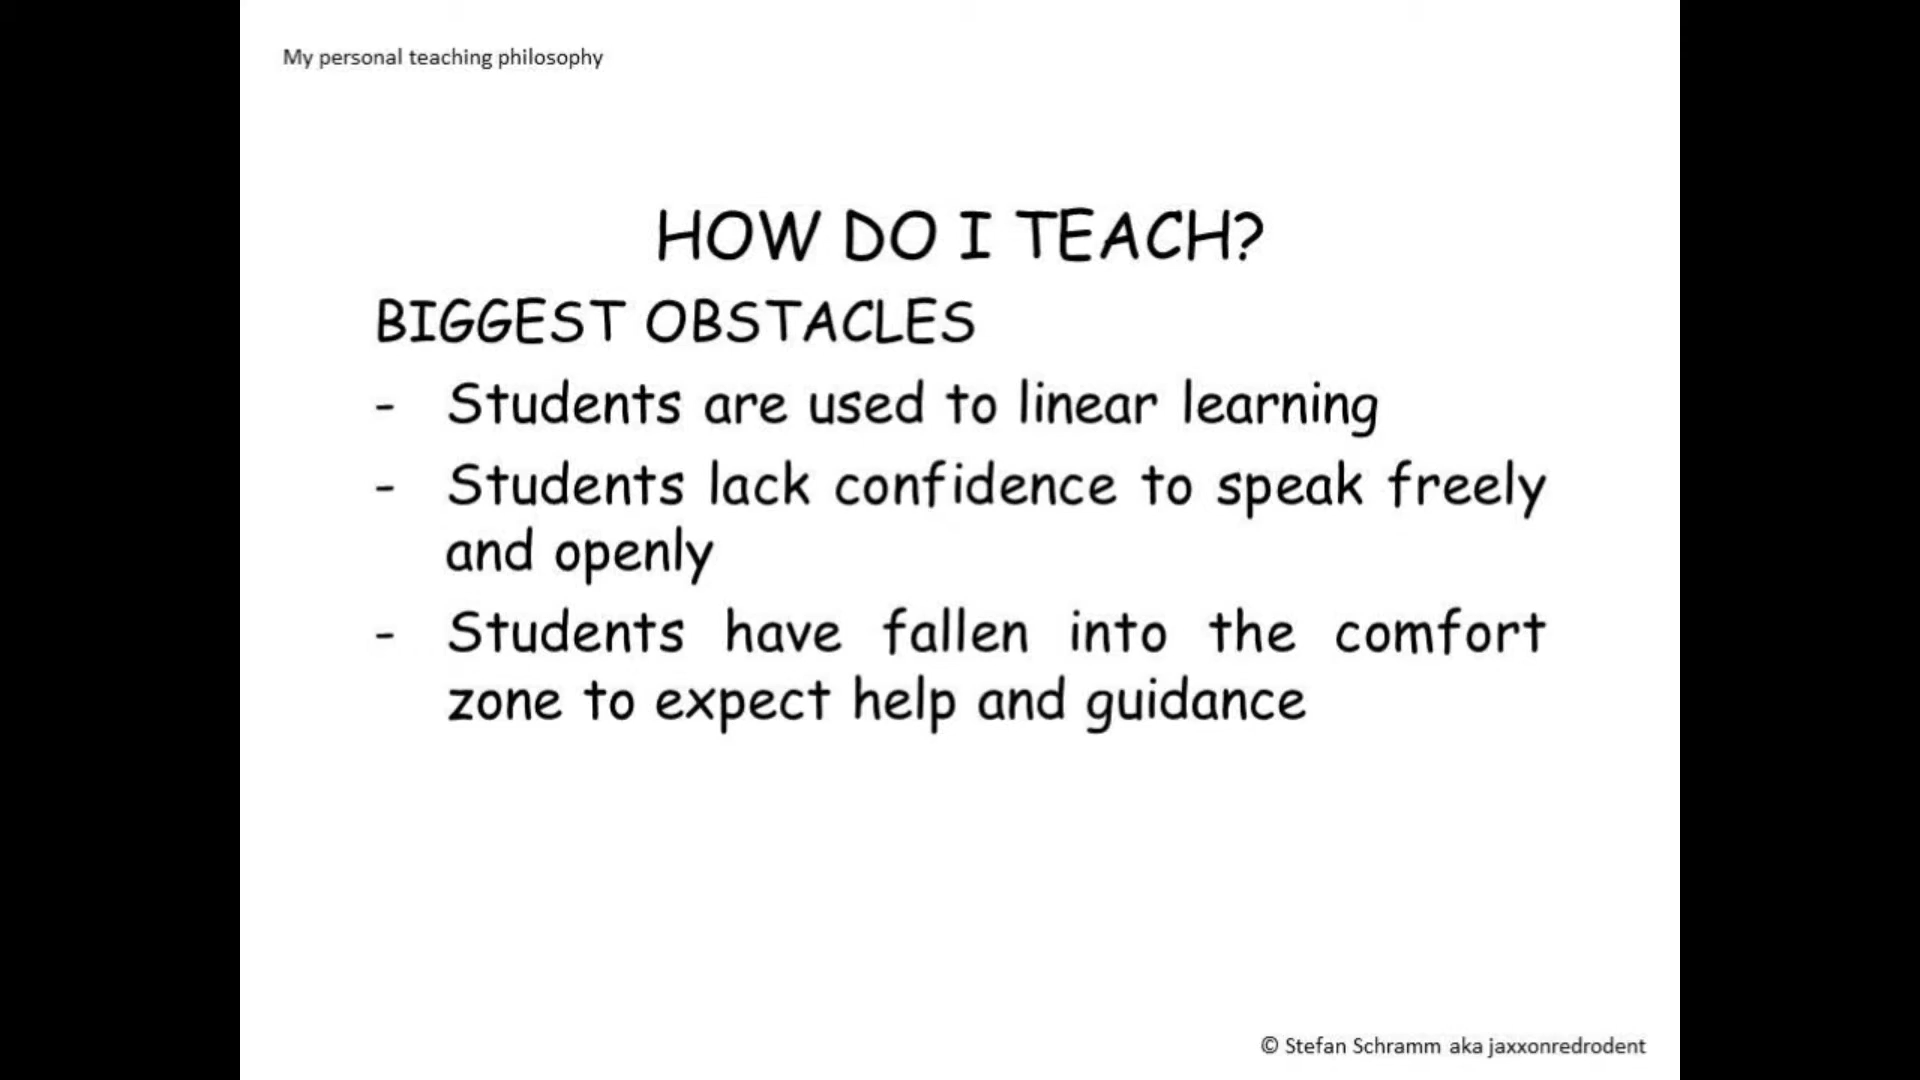 My personal teaching philosophy
HOW DO I TEACH?
BIGGEST OBSTACLES
- Students are used to linear learning
- Students lack confidence to speak freely
and openly
- Students have fallen into the comfort
zone to expect help and guidance
© Stefan Schramm aka jaxxonredrodent